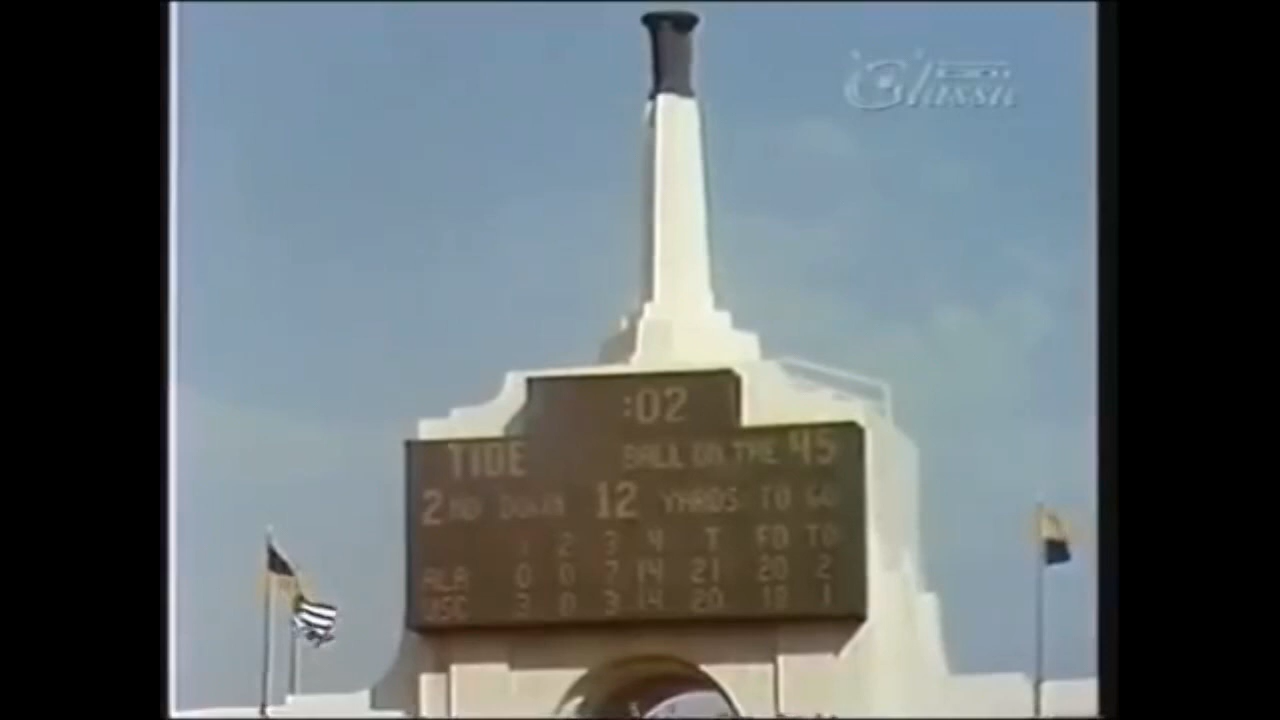 Classic
:02
TIDE BALL ON THE 45
2ND DOWN 12 YARDS TO GO
1 2 3 4 T FD TO
ALA 0 0 7 14 21 20 2
USC 3 0 3 14 20 18 1